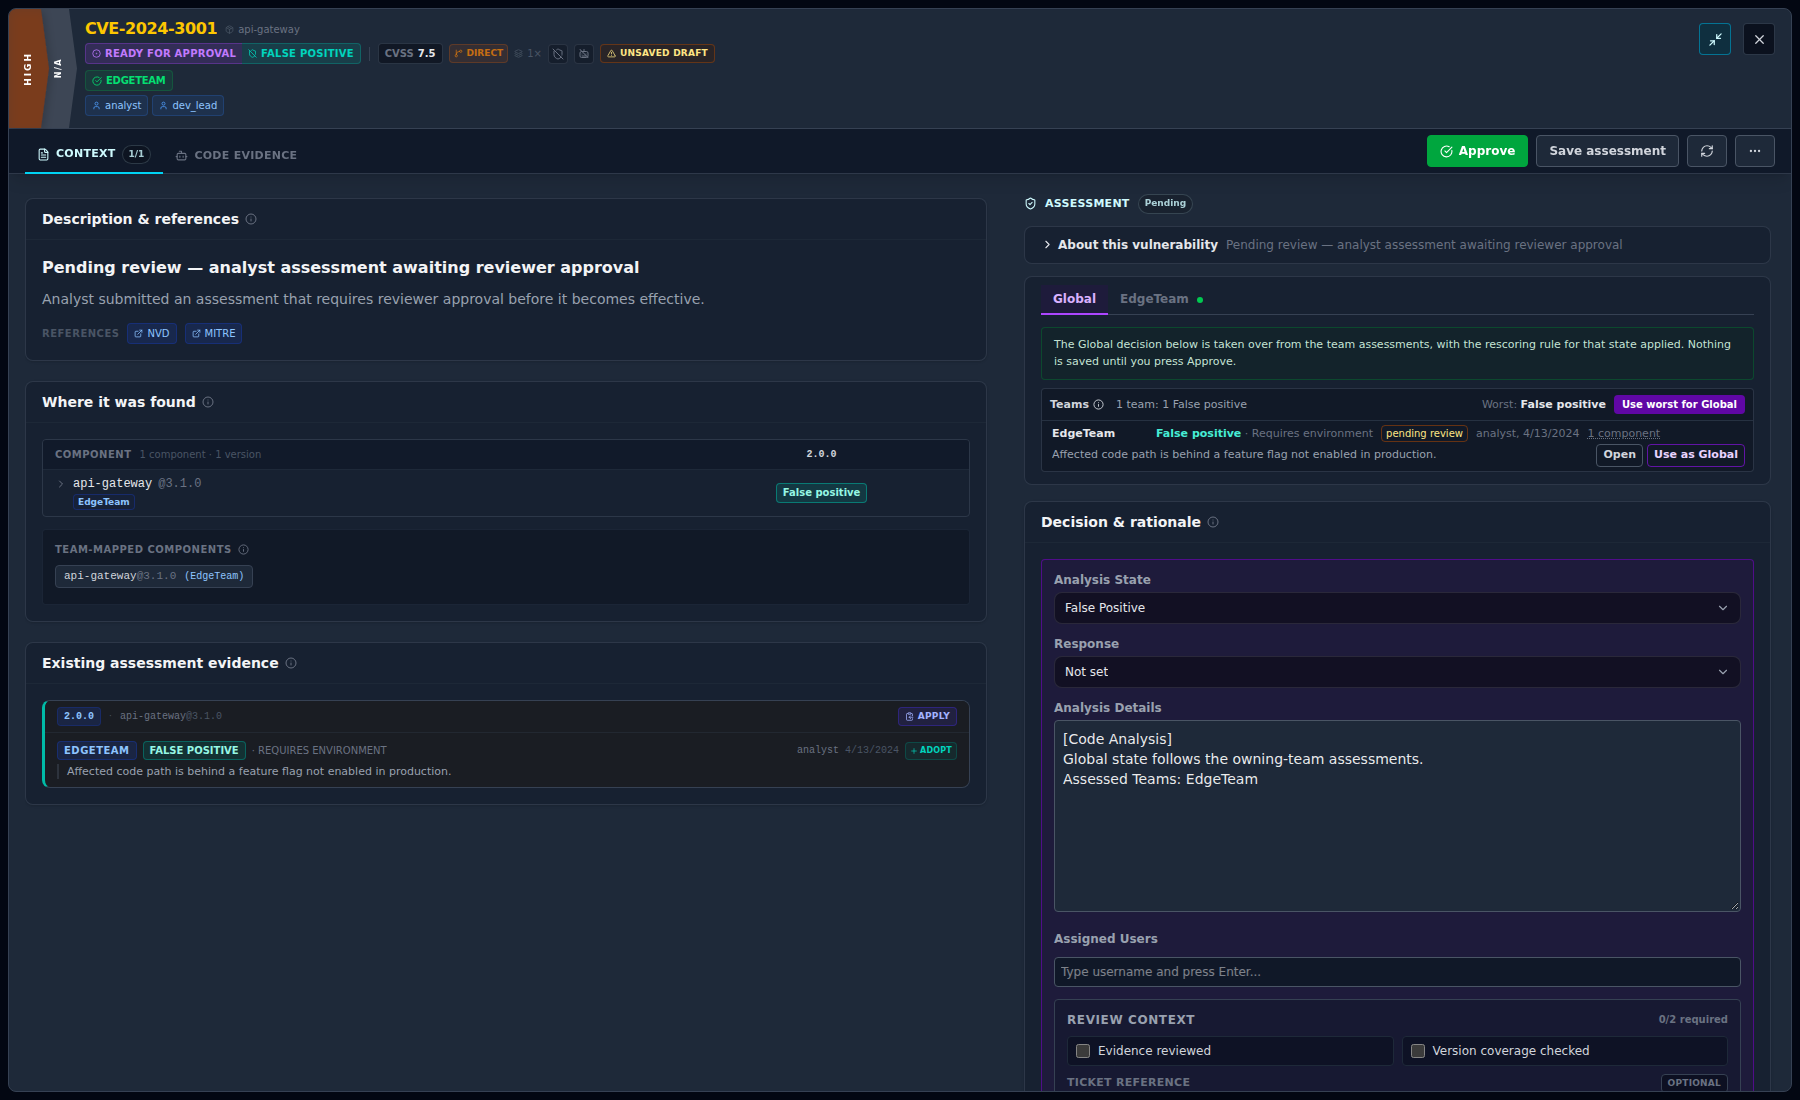 HIGH
N/A
CVE-2024-3001 api-gateway
READY FOR APPROVAL FALSE POSITIVE CVSS 7.5 DIRECT 1× UNSAVED DRAFT
EDGETEAM
analyst dev_lead
CONTEXT 1/1 CODE EVIDENCE
Approve Save assessment
Description & references
Pending review — analyst assessment awaiting reviewer approval
Analyst submitted an assessment that requires reviewer approval before it becomes effective.
REFERENCES NVD MITRE
Where it was found
COMPONENT 1 component · 1 version 2.0.0
api-gateway @3.1.0
EdgeTeam
False positive
TEAM-MAPPED COMPONENTS
api-gateway@3.1.0 (EdgeTeam)
Existing assessment evidence
2.0.0 · api-gateway@3.1.0 APPLY
EDGETEAM FALSE POSITIVE · REQUIRES ENVIRONMENT analyst 4/13/2024 + ADOPT
Affected code path is behind a feature flag not enabled in production.
ASSESSMENT Pending
About this vulnerability Pending review — analyst assessment awaiting reviewer approval
Global EdgeTeam
The Global decision below is taken over from the team assessments, with the rescoring rule for that state applied. Nothing
is saved until you press Approve.
Teams 1 team: 1 False positive Worst: False positive Use worst for Global
EdgeTeam False positive · Requires environment pending review analyst, 4/13/2024 1 component
Affected code path is behind a feature flag not enabled in production. Open Use as Global
Decision & rationale
Analysis State
False Positive
Response
Not set
Analysis Details
[Code Analysis]
Global state follows the owning-team assessments.
Assessed Teams: EdgeTeam
Assigned Users
Type username and press Enter...
REVIEW CONTEXT 0/2 required
Evidence reviewed Version coverage checked
TICKET REFERENCE OPTIONAL